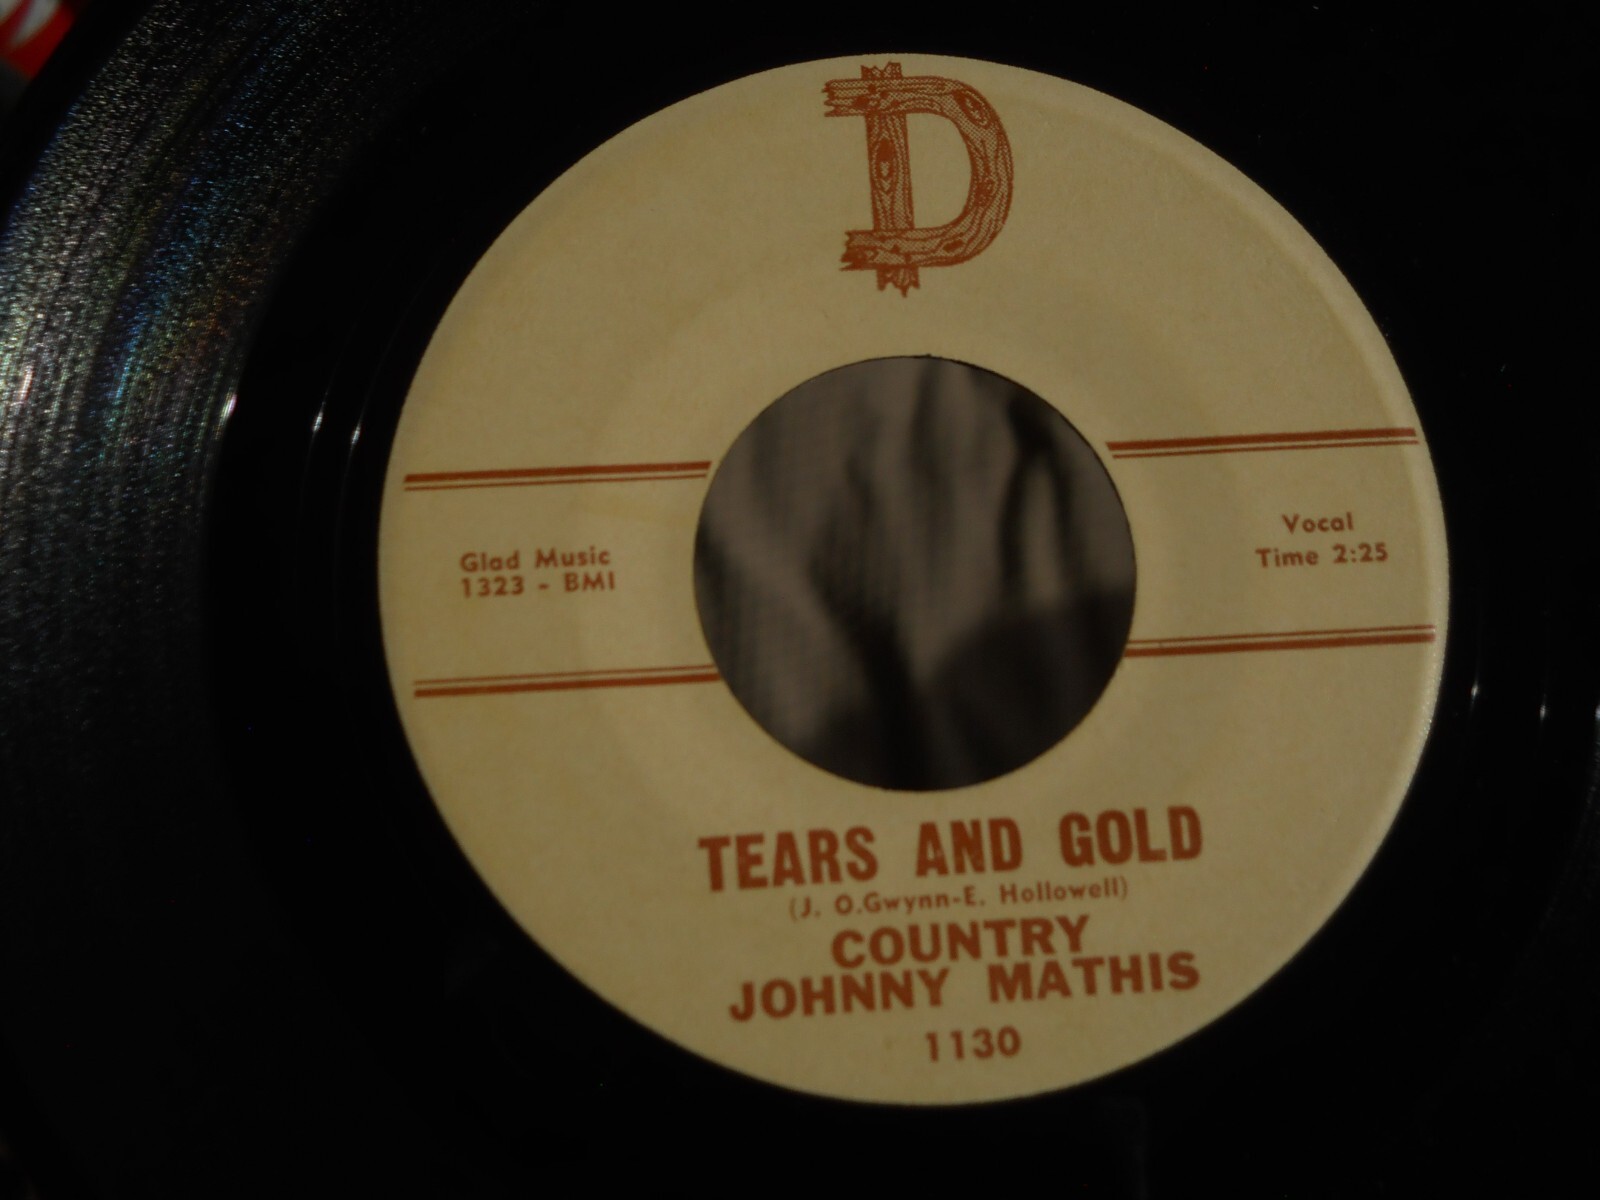 D
Glad Music
1323 - BMI
Vocal
Time 2:25
TEARS AND GOLD
(J. O.Gwynn-E. Hollowell)
COUNTRY
JOHNNY MATHIS
1130